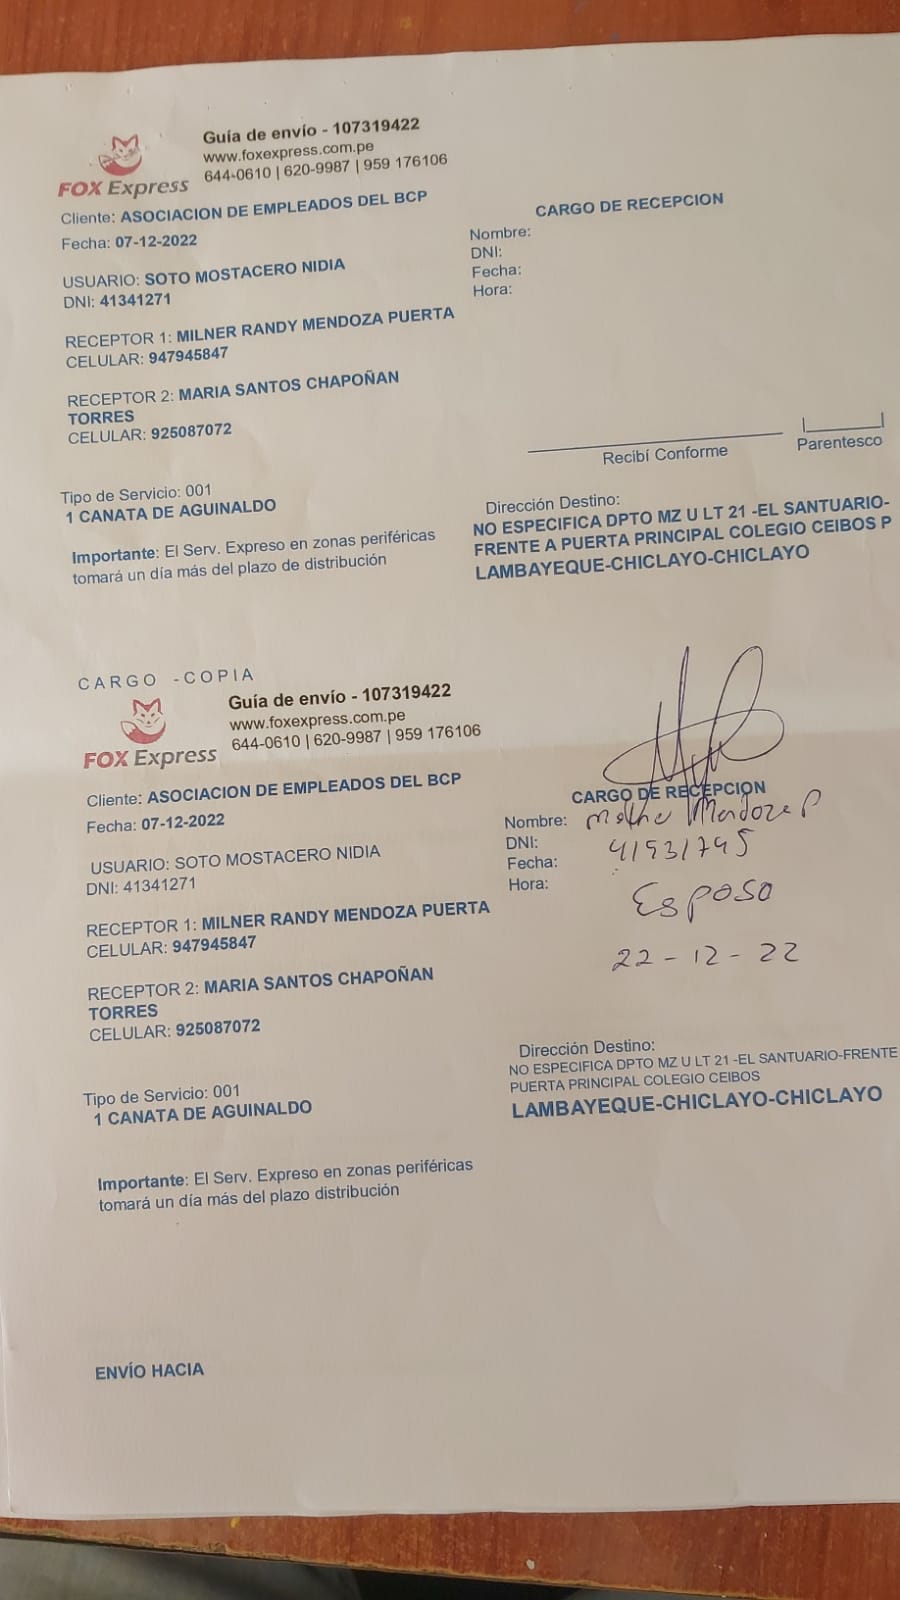 Guía de envío - 107319422
www.foxexpress.com.pe
644-0610 | 620-9987 | 959 176106
FOX Express
Cliente: ASOCIACION DE EMPLEADOS DEL BCP
Fecha: 07-12-2022
CARGO DE RECEPCION
Nombre:
DNI:
Fecha:
Hora:
USUARIO: SOTO MOSTACERO NIDIA
DNI: 41341271
RECEPTOR 1: MILNER RANDY MENDOZA PUERTA
CELULAR: 947945847
RECEPTOR 2: MARIA SANTOS CHAPOÑAN
TORRES
CELULAR: 925087072
Recibí Conforme
Parentesco
Tipo de Servicio: 001
1 CANATA DE AGUINALDO
Importante: El Serv. Expreso en zonas periféricas
tomará un día más del plazo de distribución
Dirección Destino:
NO ESPECIFICA DPTO MZ U LT 21 -EL SANTUARIO-
FRENTE A PUERTA PRINCIPAL COLEGIO CEIBOS P
LAMBAYEQUE-CHICLAYO-CHICLAYO
CARGO -COPIA
Guía de envío - 107319422
www.foxexpress.com.pe
644-0610 | 620-9987 | 959 176106
FOX Express
Cliente: ASOCIACION DE EMPLEADOS DEL BCP
Fecha: 07-12-2022
CARGO DE RECEPCION
Nombre: Mendoza P
DNI: 41931745
Fecha:
Hora:
Esposo
22-12-22
USUARIO: SOTO MOSTACERO NIDIA
DNI: 41341271
RECEPTOR 1: MILNER RANDY MENDOZA PUERTA
CELULAR: 947945847
RECEPTOR 2: MARIA SANTOS CHAPOÑAN
TORRES
CELULAR: 925087072
Dirección Destino:
NO ESPECIFICA DPTO MZ U LT 21 -EL SANTUARIO-FRENTE
PUERTA PRINCIPAL COLEGIO CEIBOS
LAMBAYEQUE-CHICLAYO-CHICLAYO
Tipo de Servicio: 001
1 CANATA DE AGUINALDO
Importante: El Serv. Expreso en zonas periféricas
tomará un día más del plazo distribución
ENVÍO HACIA